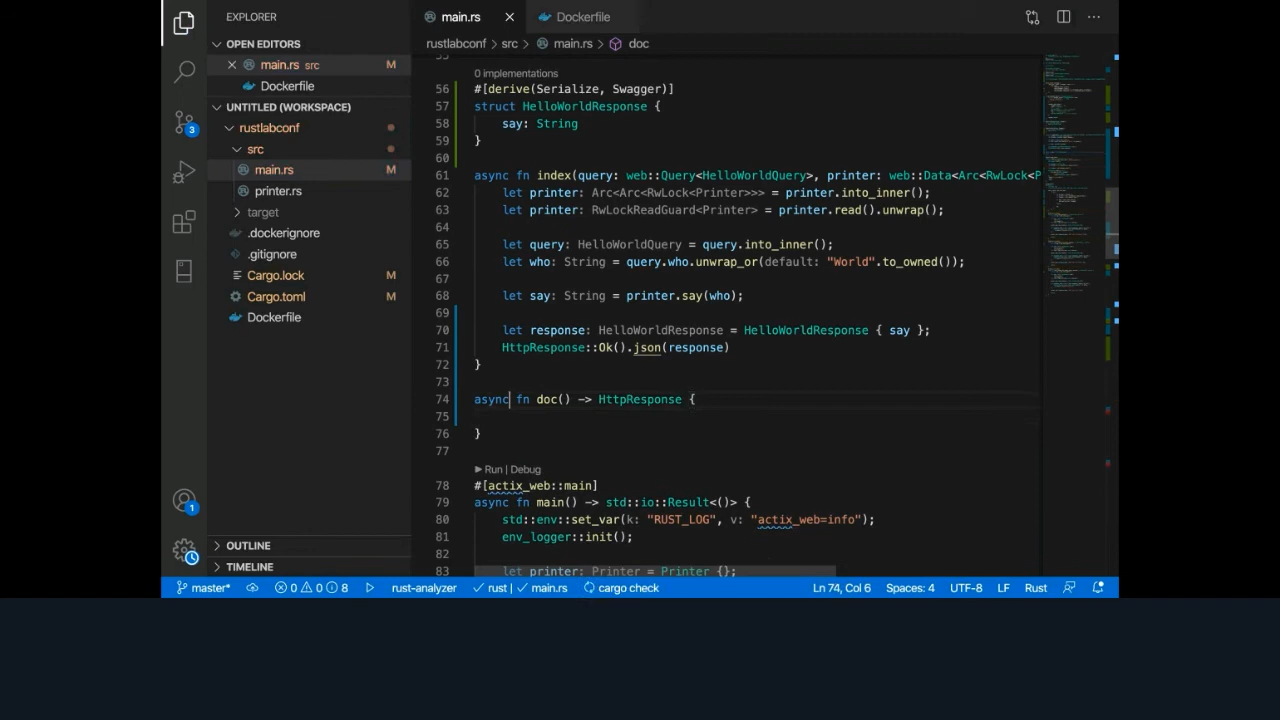 EXPLORER
OPEN EDITORS
main.rs src M
Dockerfile
UNTITLED (WORKSPACE)
rustlabconf
src
main.rs M
printer.rs
target
.dockerignore
.gitignore
Cargo.lock M
Cargo.toml M
Dockerfile
OUTLINE
TIMELINE
3
1
main.rs
Dockerfile
rustlabconf src main.rs doc
55
0 implementations
56 #[derive(Serialize, Swagger)]
57 struct HelloWorldResponse {
58 say: String
59 }
60
61 async fn index(query: web::Query<HelloWorldQuery>, printer: web::Data<Arc<RwLock<P
62 let printer: Arc<Arc<RwLock<Printer>>> = printer.into_inner();
63 let printer: RwLockReadGuard<Printer> = printer.read().unwrap();
64
65 let query: HelloWorldQuery = query.into_inner();
66 let who: String = query.who.unwrap_or(default: "World".to_owned());
67
68 let say: String = printer.say(who);
69
70 let response: HelloWorldResponse = HelloWorldResponse { say };
71 HttpResponse::Ok().json(response)
72 }
73
74 async fn doc() -> HttpResponse {
75
76 }
77
Run | Debug
78 #[actix_web::main]
79 async fn main() -> std::io::Result<()> {
80 std::env::set_var(k: "RUST_LOG", v: "actix_web=info");
81 env_logger::init();
82
83 let printer: Printer = Printer {};
master* 0 0 8 rust-analyzer rust | main.rs cargo check Ln 74, Col 6 Spaces: 4 UTF-8 LF Rust